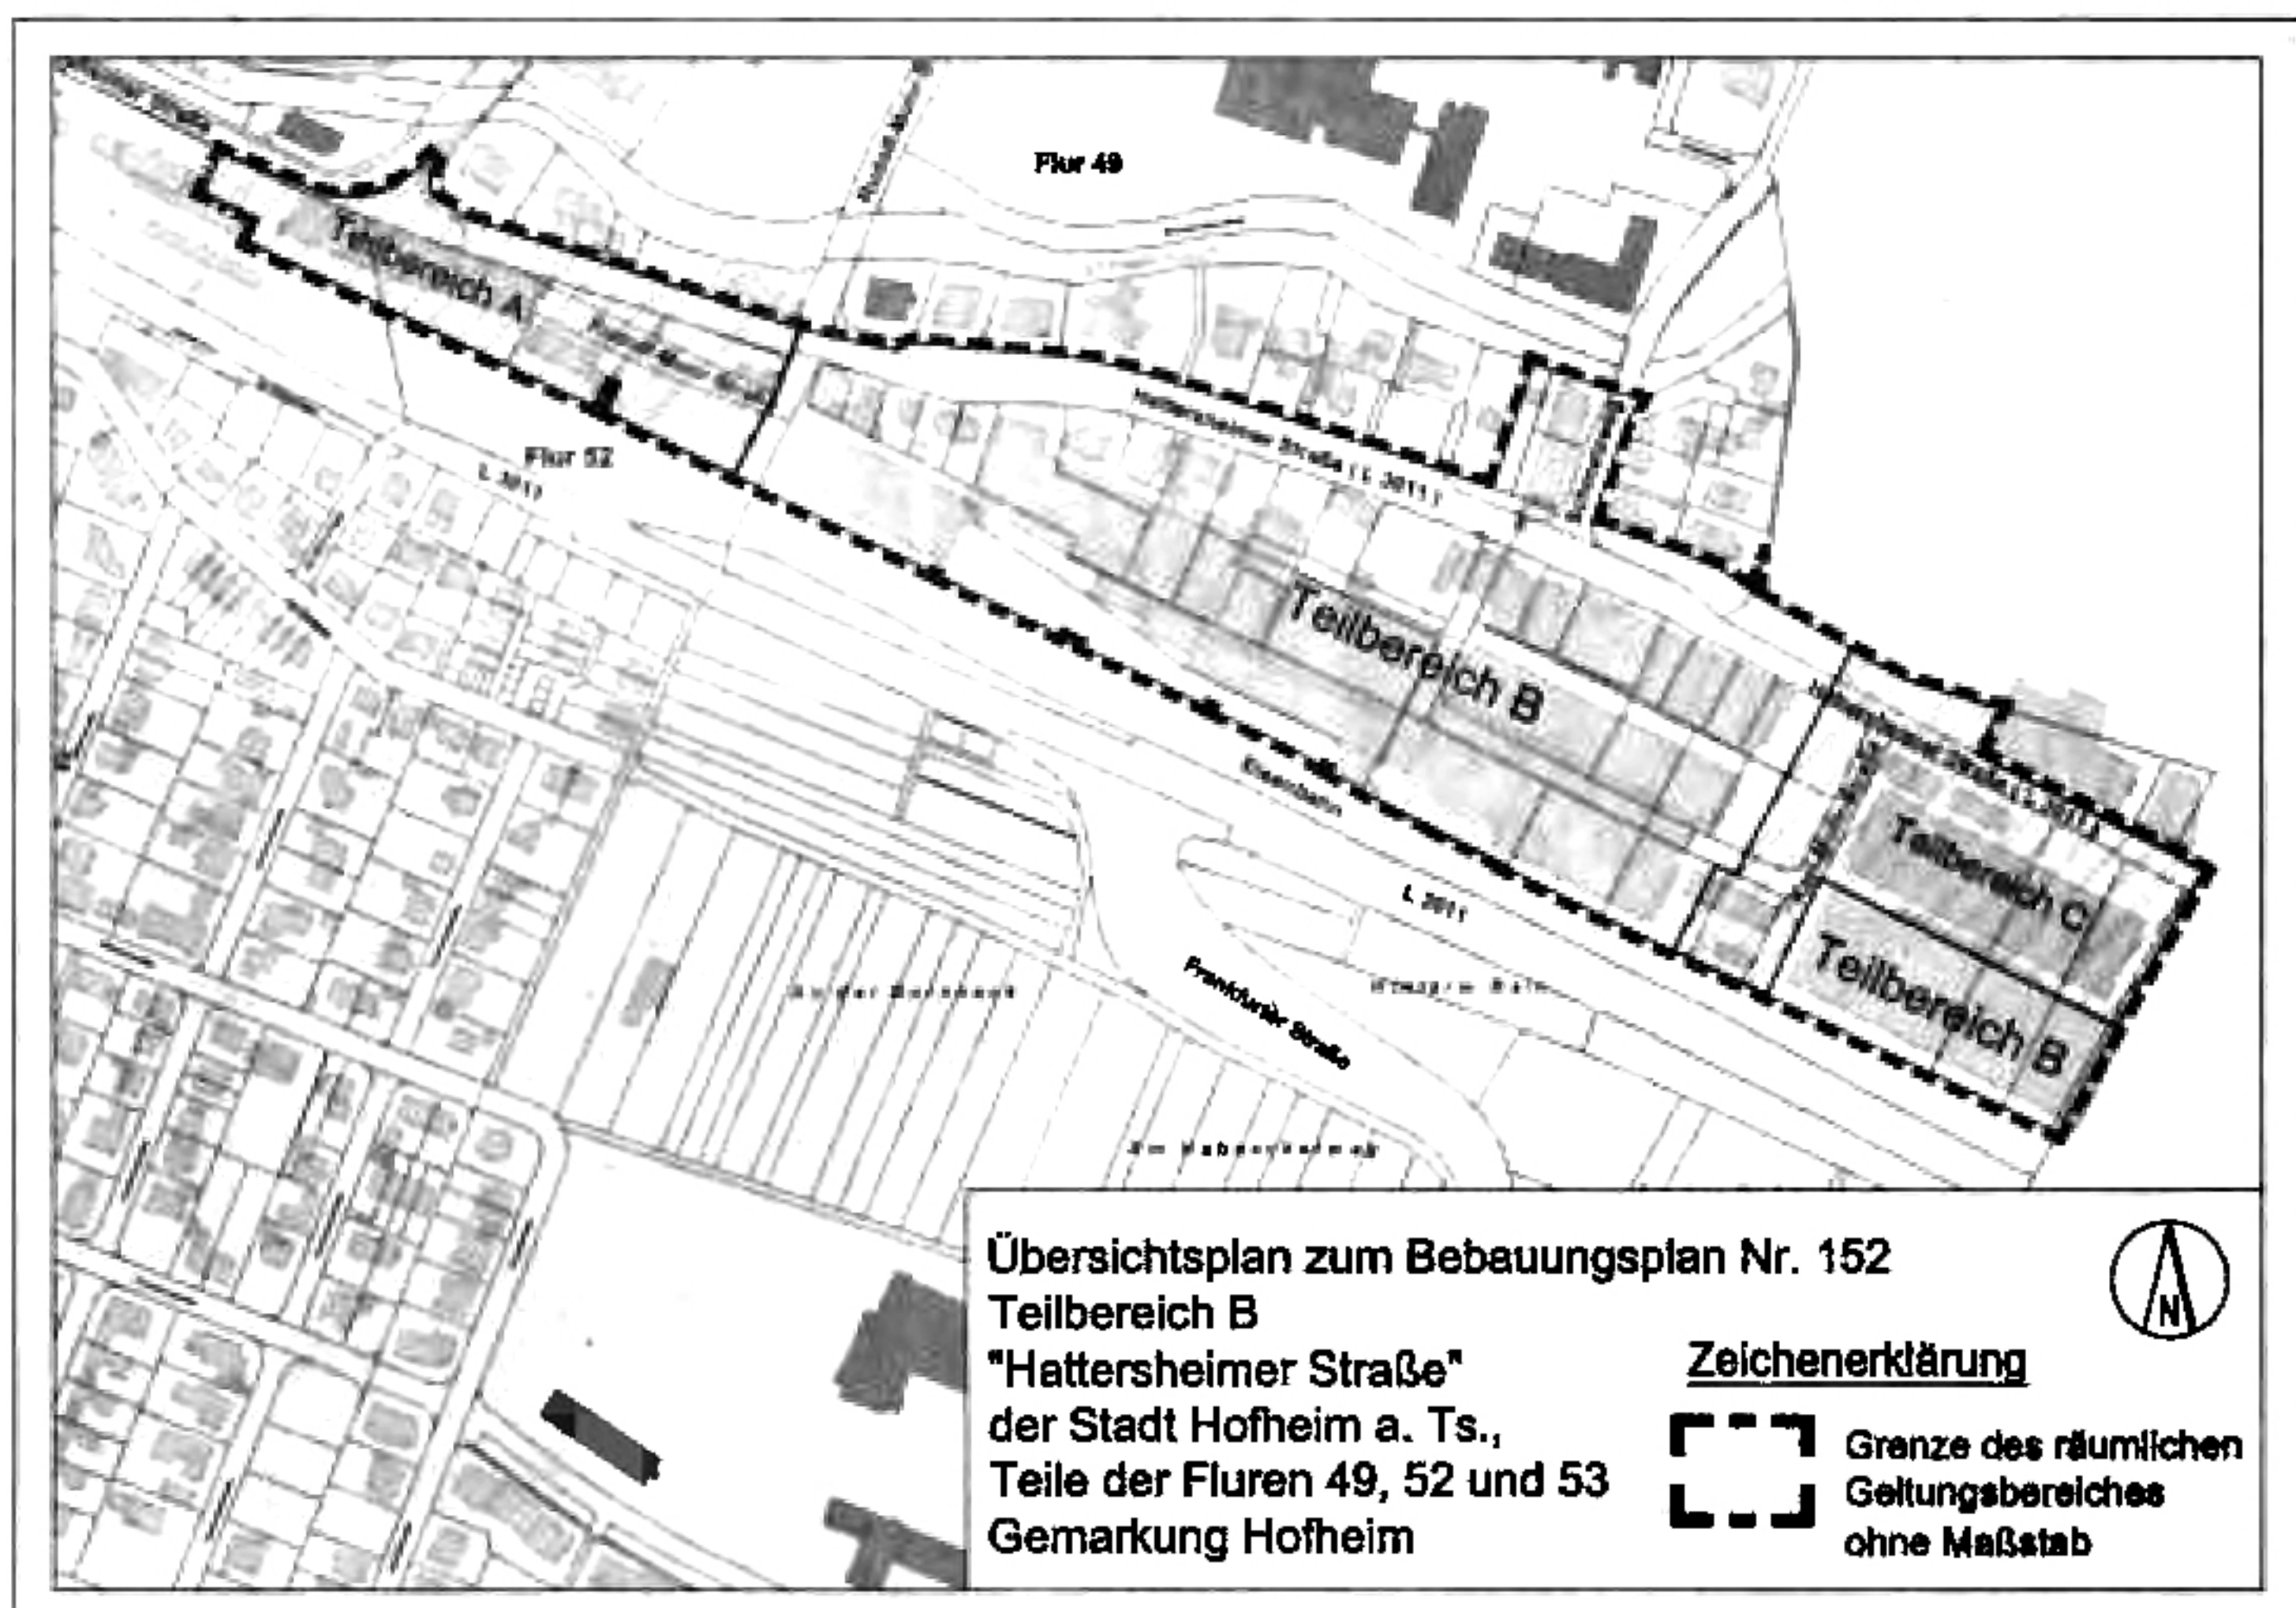 Flur 49
Teilbereich A
Flur 52
Hattersheimer Straße (L 3011)
Teilbereich B
Eisenbahn
L 3011
Teilbereich C
Teilbereich B
Frankfurter Straße
Übersichtsplan zum Bebauungsplan Nr. 152
Teilbereich B
"Hattersheimer Straße"
der Stadt Hofheim a. Ts.,
Teile der Fluren 49, 52 und 53
Gemarkung Hofheim
N
Zeichenerklärung
Grenze des räumlichen
Geltungsbereiches
ohne Maßstab